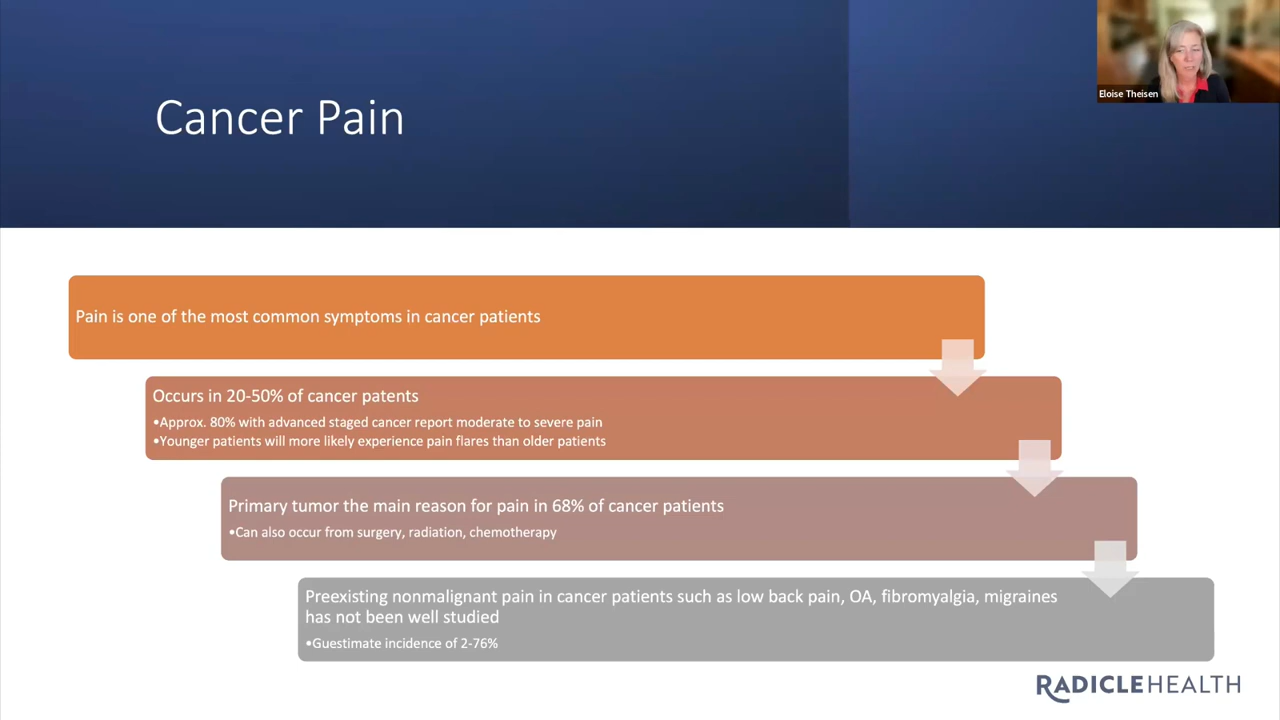 Cancer Pain
Eloise Theisen
Pain is one of the most common symptoms in cancer patients
Occurs in 20-50% of cancer patents
•Approx. 80% with advanced staged cancer report moderate to severe pain
•Younger patients will more likely experience pain flares than older patients
Primary tumor the main reason for pain in 68% of cancer patients
•Can also occur from surgery, radiation, chemotherapy
Preexisting nonmalignant pain in cancer patients such as low back pain, OA, fibromyalgia, migraines
has not been well studied
•Guestimate incidence of 2-76%
RADICLEHEALTH